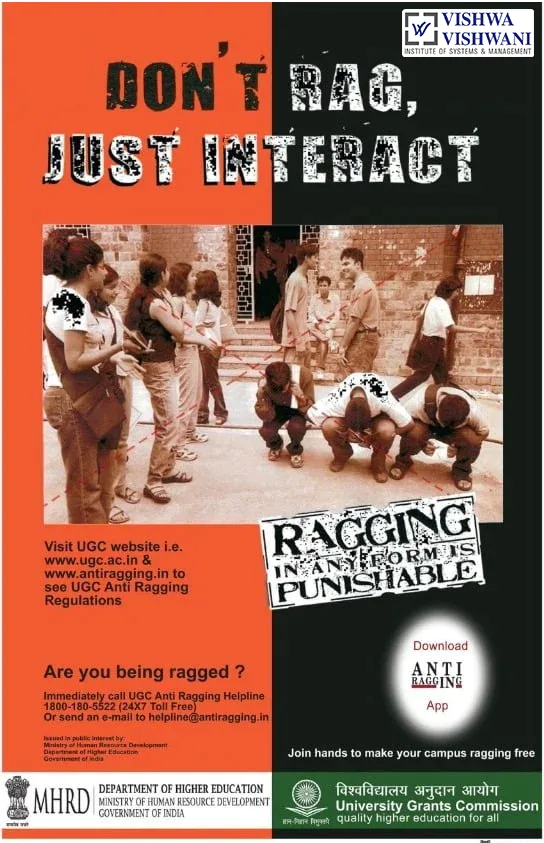 VISHWA
VISHWANI
INSTITUTE OF SYSTEMS & MANAGEMENT
DON'T RAG,
JUST INTERACT
RAGGING
IN ANY FORM IS
PUNISHABLE
Visit UGC website i.e.
www.ugc.ac.in &
www.antiragging.in to
see UGC Anti Ragging
Regulations
Download
ANTI
RAGGING
App
Are you being ragged ?
Immediately call UGC Anti Ragging Helpline
1800-180-5522 (24X7 Toll Free)
Or send an e-mail to helpline@antiragging.in
Issued in public interest by:
Ministry of Human Resource Development
Department of Higher Education
Government of India
Join hands to make your campus ragging free
सत्यमेव जयते
MHRD
DEPARTMENT OF HIGHER EDUCATION
MINISTRY OF HUMAN RESOURCE DEVELOPMENT
GOVERNMENT OF INDIA
ज्ञान-विज्ञान विमुक्तये
विश्वविद्यालय अनुदान आयोग
University Grants Commission
quality higher education for all